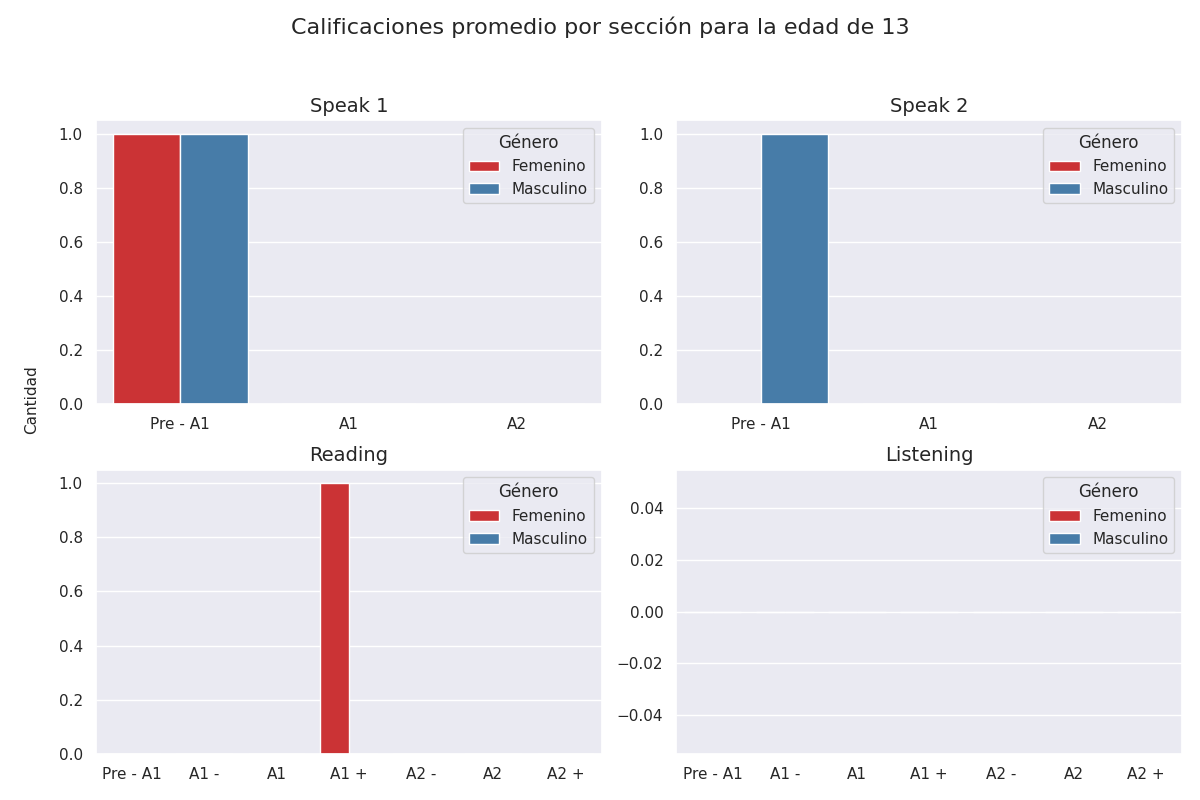 Calificaciones promedio por sección para la edad de 13
Speak 1
1.0
0.8
0.6
0.4
0.2
0.0
Género
Femenino
Masculino
Pre - A1 A1 A2
Speak 2
1.0
0.8
0.6
0.4
0.2
0.0
Género
Femenino
Masculino
Pre - A1 A1 A2
Cantidad
Reading
1.0
0.8
0.6
0.4
0.2
0.0
Género
Femenino
Masculino
Pre - A1 A1 - A1 A1 + A2 - A2 A2 +
Listening
0.04
0.02
0.00
−0.02
−0.04
Género
Femenino
Masculino
Pre - A1 A1 - A1 A1 + A2 - A2 A2 +